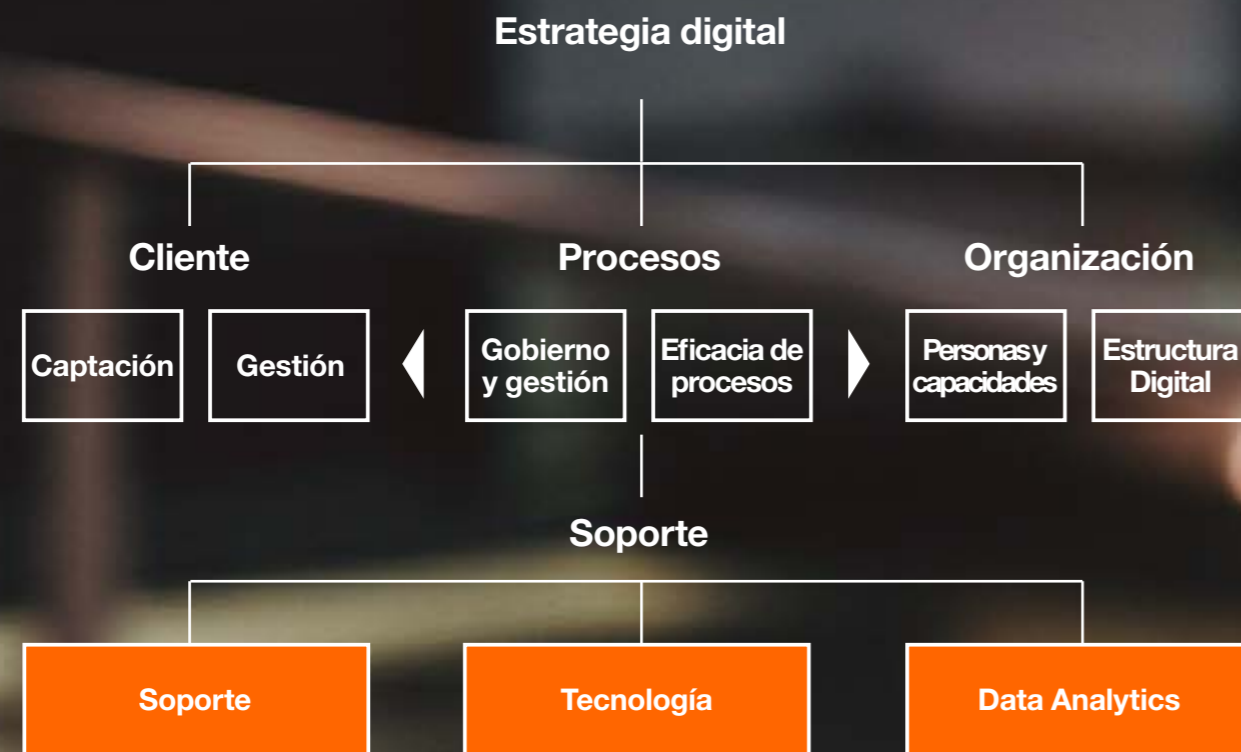 Estrategia digital
Cliente
Procesos
Organización
Captación
Gestión
Gobierno
y gestión
Eficacia de
procesos
Personas y
capacidades
Estructura
Digital
Soporte
Soporte
Tecnología
Data Analytics